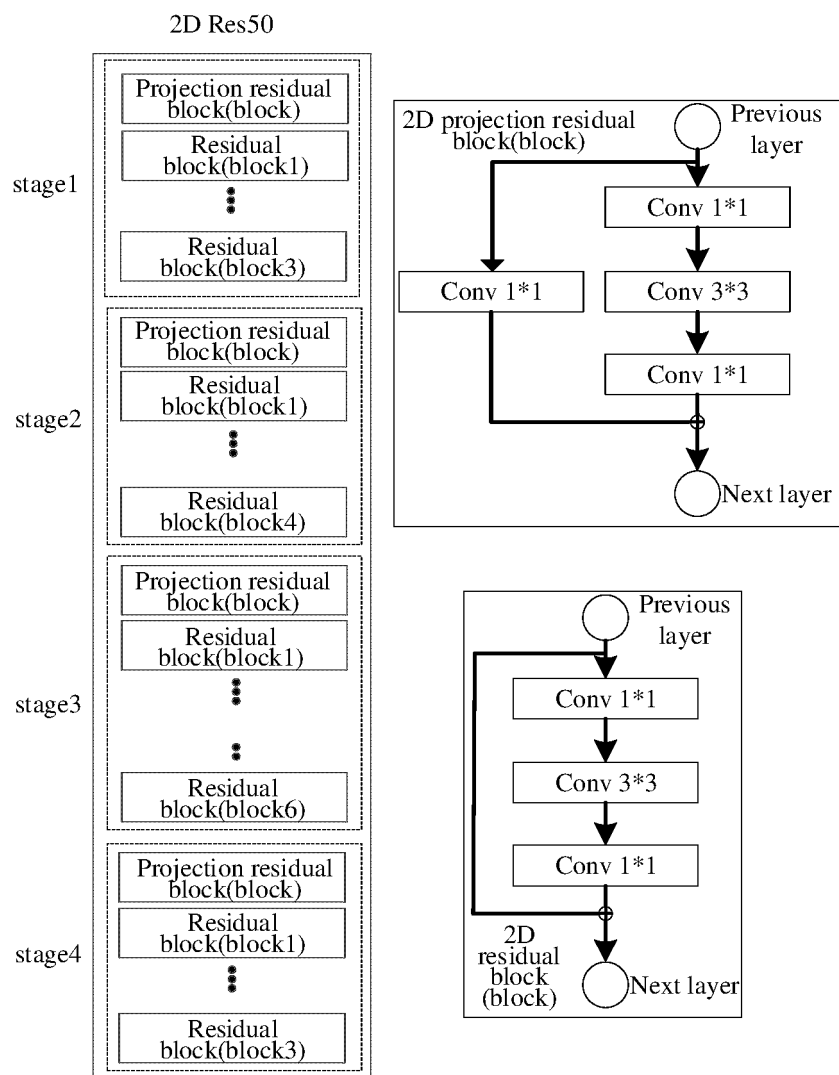 2D Res50
stage1
Projection residual
block(block)
Residual
block(block1)
Residual
block(block3)
stage2
Projection residual
block(block)
Residual
block(block1)
Residual
block(block4)
stage3
Projection residual
block(block)
Residual
block(block1)
Residual
block(block6)
stage4
Projection residual
block(block)
Residual
block(block1)
Residual
block(block3)
2D projection residual
block(block)
Previous
layer
Conv 1*1
Conv 1*1
Conv 3*3
Conv 1*1
Next layer
Previous
layer
Conv 1*1
Conv 3*3
Conv 1*1
2D
residual
block
(block)
Next layer